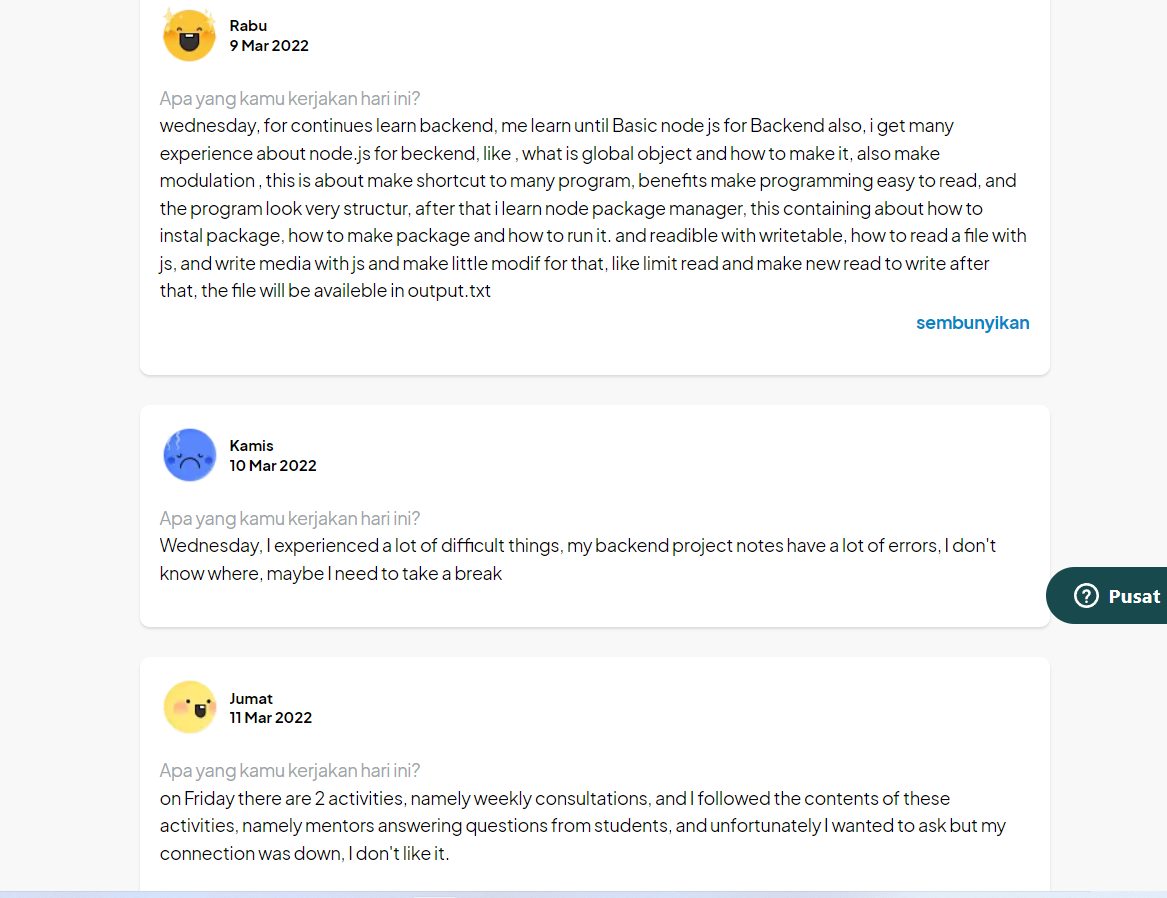 Rabu
9 Mar 2022
Apa yang kamu kerjakan hari ini?
wednesday, for continues learn backend, me learn until Basic node js for Backend also, i get many
experience about node.js for beckend, like , what is global object and how to make it, also make
modulation , this is about make shortcut to many program, benefits make programming easy to read, and
the program look very structur, after that i learn node package manager, this containing about how to
instal package, how to make package and how to run it. and readible with writetable, how to read a file with
js, and write media with js and make little modif for that, like limit read and make new read to write after
that, the file will be availeble in output.txt
sembunyikan
Kamis
10 Mar 2022
Apa yang kamu kerjakan hari ini?
Wednesday, I experienced a lot of difficult things, my backend project notes have a lot of errors, I don't
know where, maybe I need to take a break
Pusat
Jumat
11 Mar 2022
Apa yang kamu kerjakan hari ini?
on Friday there are 2 activities, namely weekly consultations, and I followed the contents of these
activities, namely mentors answering questions from students, and unfortunately I wanted to ask but my
connection was down, I don't like it.